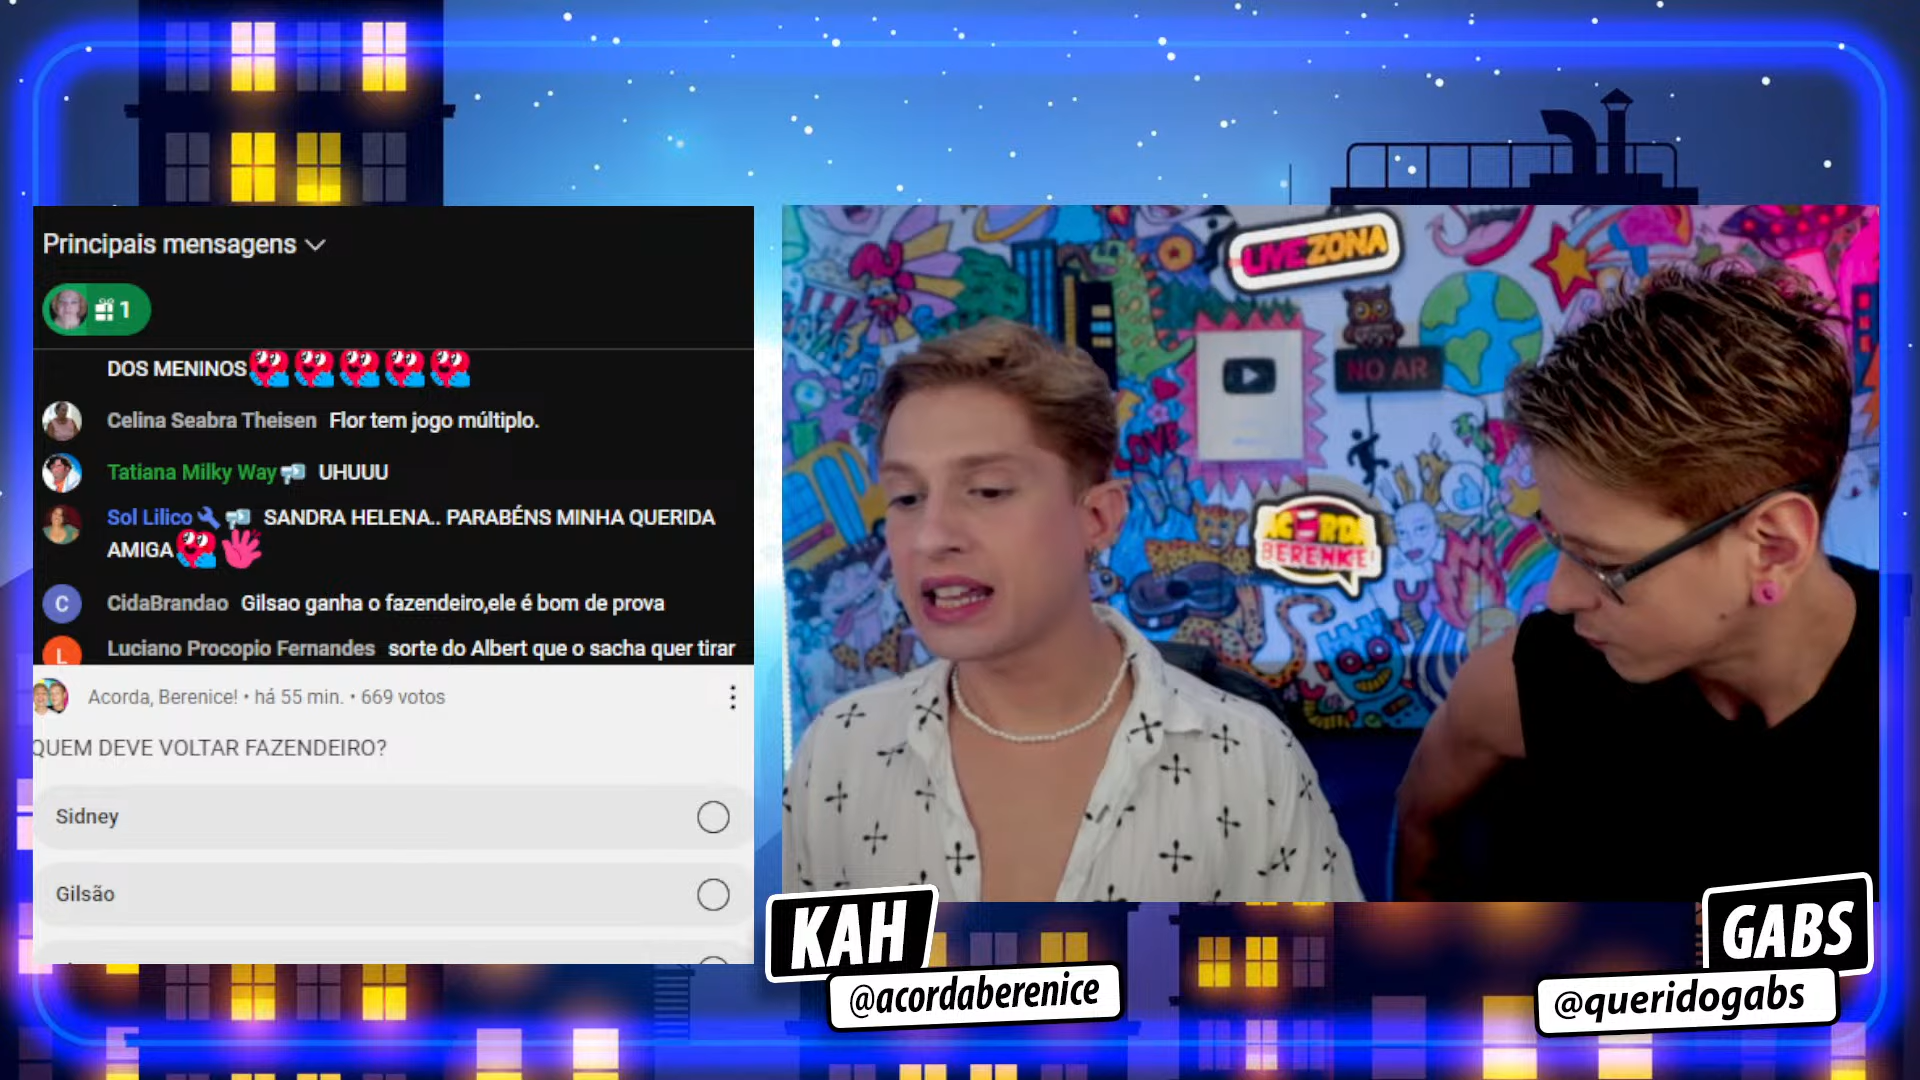 Principais mensagens
1
DOS MENINOS
Celina Seabra Theisen Flor tem jogo múltiplo.
Tatiana Milky Way UHUUU
Sol Lilico SANDRA HELENA.. PARABÉNS MINHA QUERIDA
AMIGA
C CidaBrandao Gilsao ganha o fazendeiro,ele é bom de prova
L Luciano Procopio Fernandes sorte do Albert que o sacha quer tirar
Acorda, Berenice! • há 55 min. • 669 votos
QUEM DEVE VOLTAR FAZENDEIRO?
Sidney
Gilsão
LIVEZONA
NO AR
LOVE
ACORDA
BERENICE!
KAH
@acordaberenice
GABS
@queridogabs